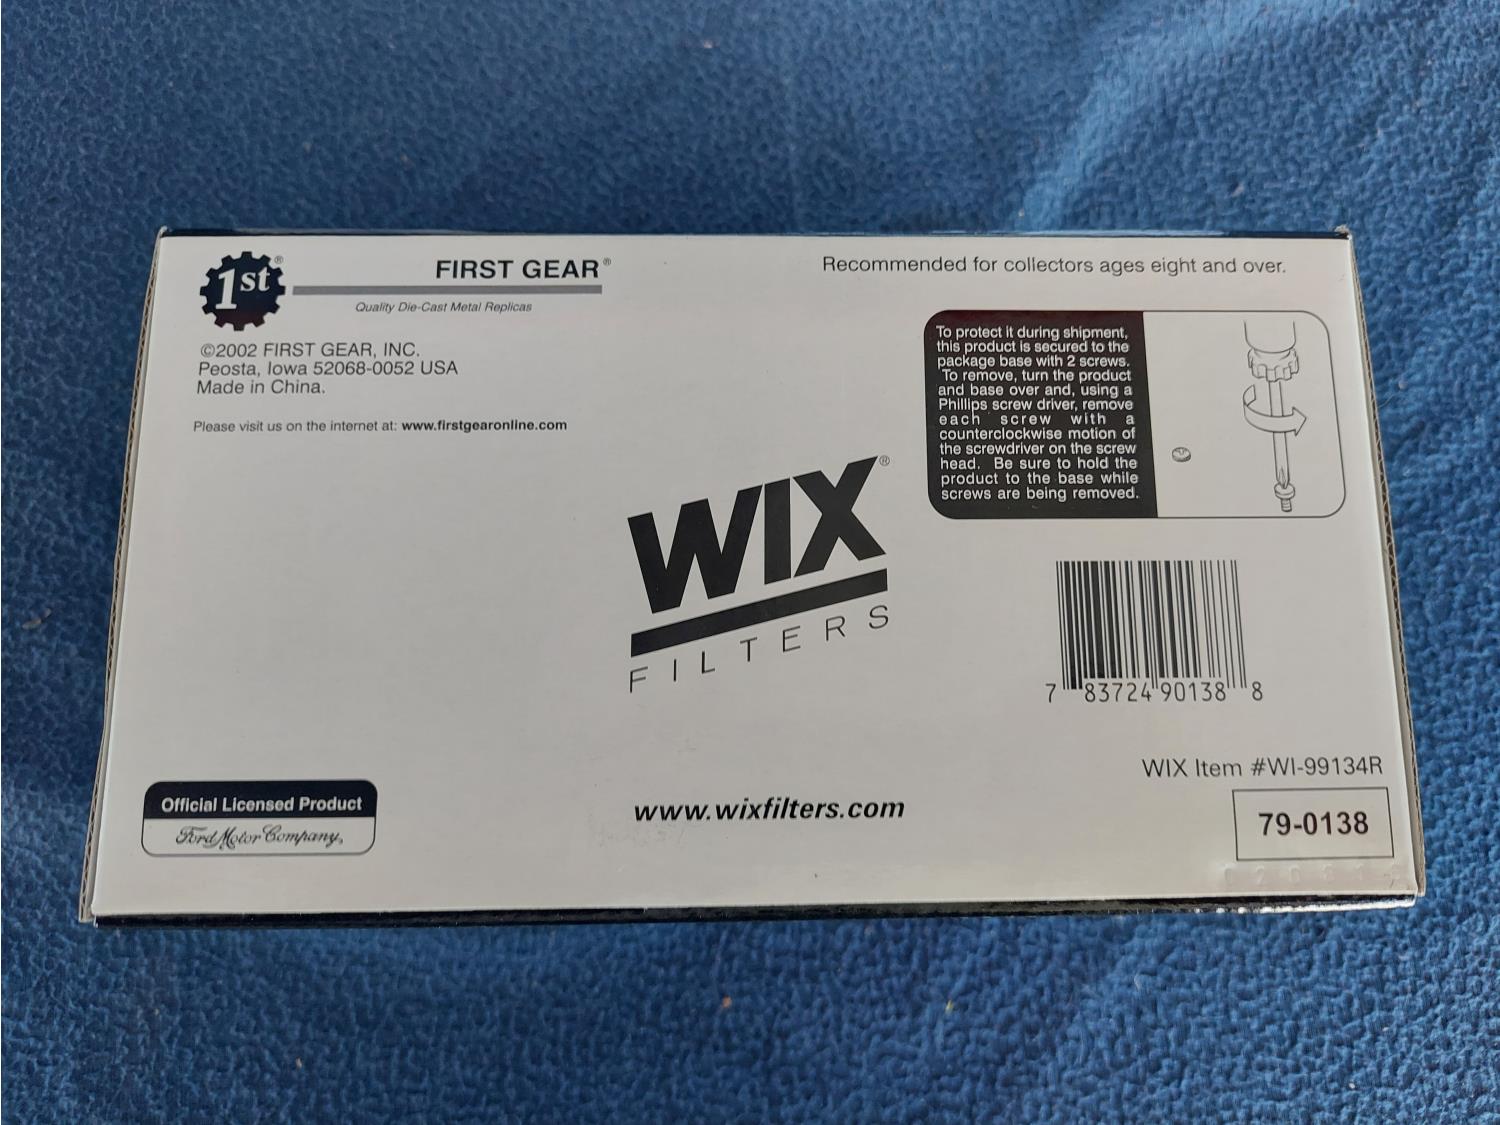 1st®
FIRST GEAR®
Quality Die-Cast Metal Replicas
©2002 FIRST GEAR, INC.
Peosta, Iowa 52068-0052 USA
Made in China.
Please visit us on the internet at: www.firstgearonline.com
Recommended for collectors ages eight and over.
To protect it during shipment,
this product is secured to the
package base with 2 screws.
To remove, turn the product
and base over and, using a
Phillips screw driver, remove
each screw with a
counterclockwise motion of
the screwdriver on the screw
head. Be sure to hold the
product to the base while
screws are being removed.
WIX®
FILTERS
7 83724 90138 8
WIX Item #WI-99134R
79-0138
www.wixfilters.com
Official Licensed Product
Ford Motor Company,